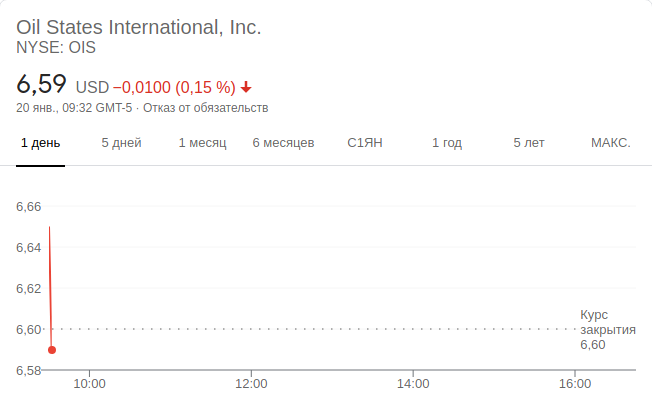 Oil States International, Inc.
NYSE: OIS
6,59 USD −0,0100 (0,15 %)
20 янв., 09:32 GMT-5 · Отказ от обязательств
1 день 5 дней 1 месяц 6 месяцев С1ЯН 1 год 5 лет МАКС.
6,66
6,64
6,62
6,60
6,58
Курс
закрытия
6,60
10:00 12:00 14:00 16:00